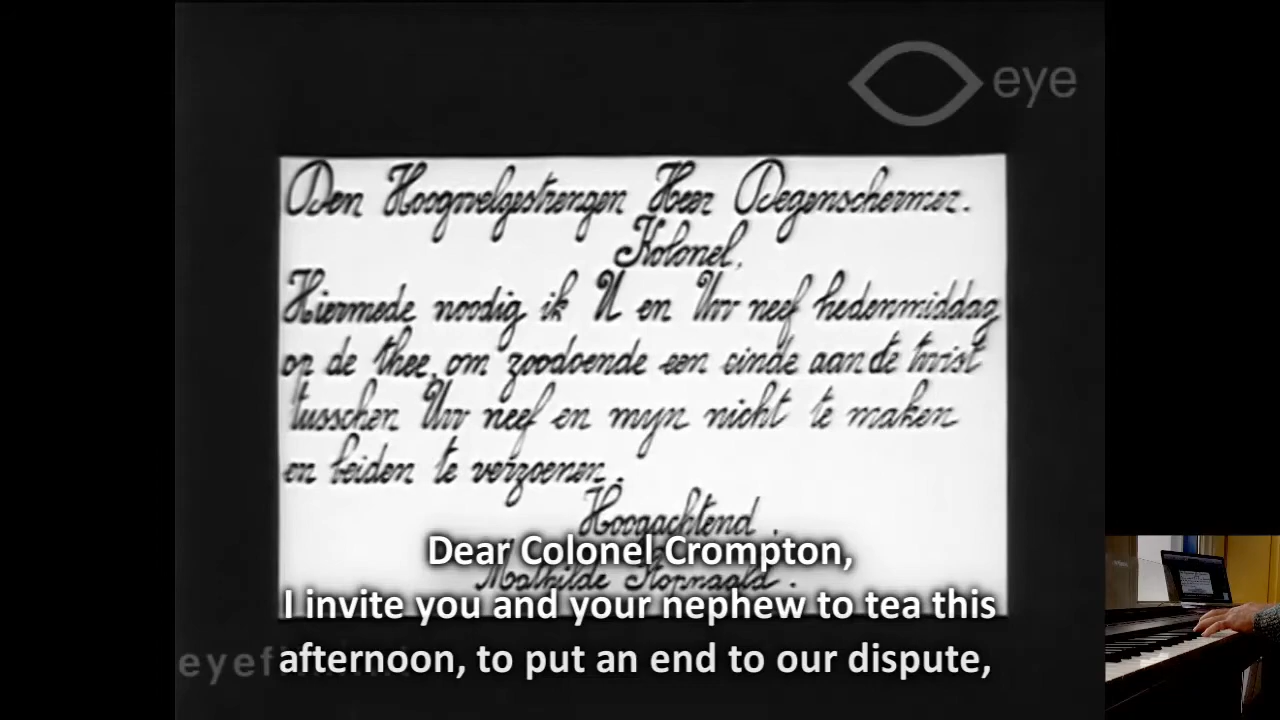 eye
Den Hoogwelgestrengen Heer Degenschermer.
Kolonel,
Hiermede noodig ik U en Uw neef hedenmiddag
op de thee, om zoodoende een einde aan de twist
tusschen Uw neef en mijn nicht te maken
en beiden te verzoenen.
Hoogachtend.
Mathilde
Dear Colonel Crompton,
I invite you and your nephew to tea this
afternoon, to put an end to our dispute,